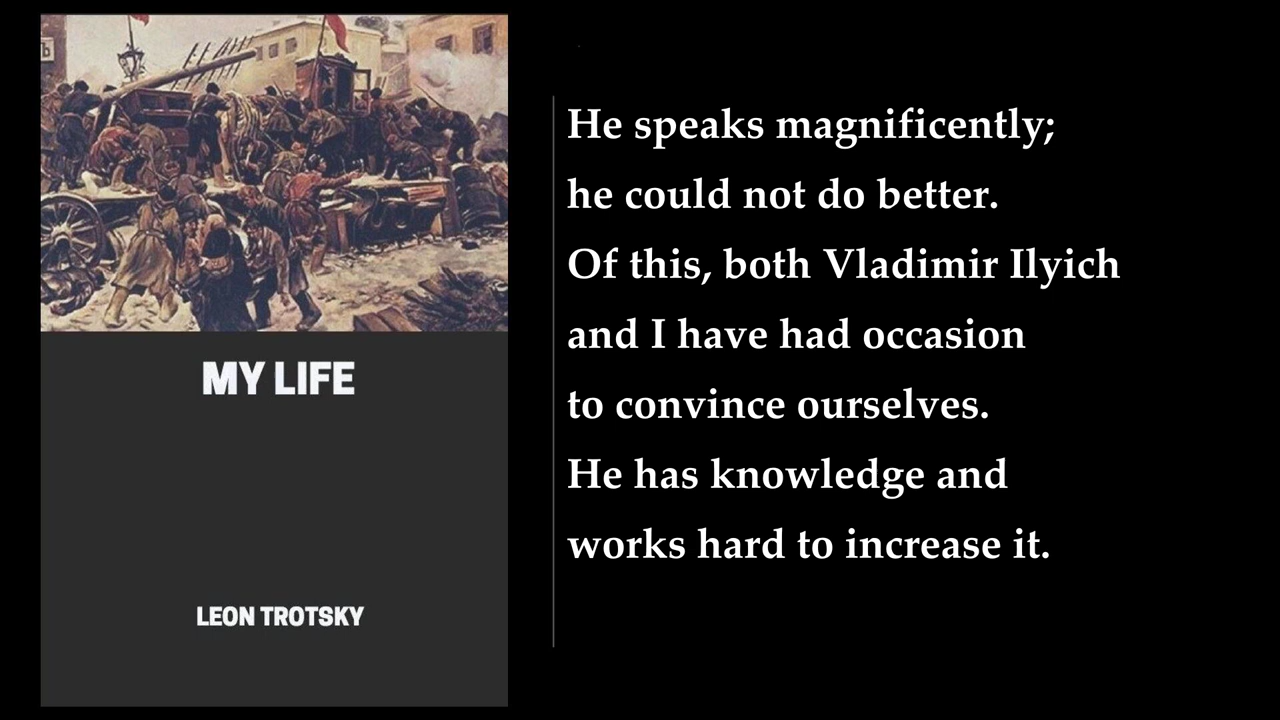 MY LIFE
LEON TROTSKY
He speaks magnificently;
he could not do better.
Of this, both Vladimir Ilyich
and I have had occasion
to convince ourselves.
He has knowledge and
works hard to increase it.